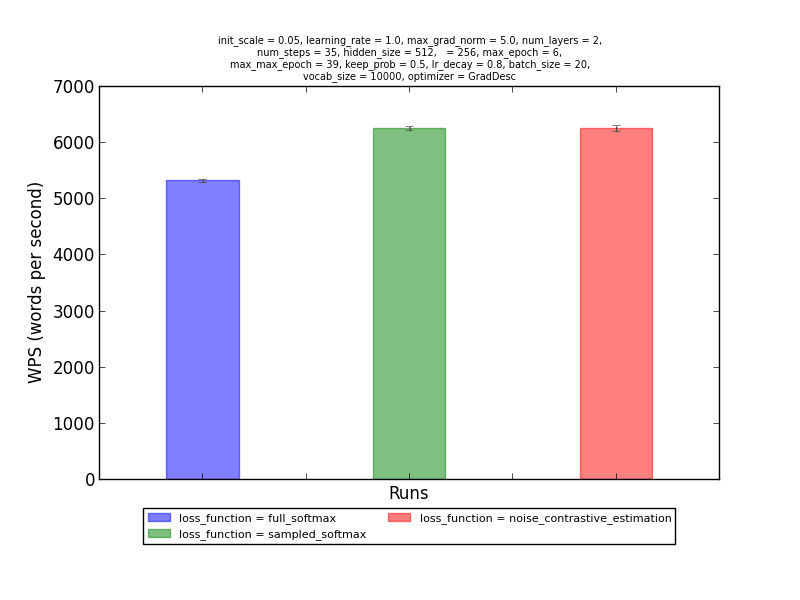 init_scale = 0.05, learning_rate = 1.0, max_grad_norm = 5.0, num_layers = 2,
num_steps = 35, hidden_size = 512,   = 256, max_epoch = 6,
max_max_epoch = 39, keep_prob = 0.5, lr_decay = 0.8, batch_size = 20,
vocab_size = 10000, optimizer = GradDesc
7000
6000
5000
4000
3000
2000
1000
0
WPS (words per second)
Runs
loss_function = full_softmax
loss_function = sampled_softmax
loss_function = noise_contrastive_estimation